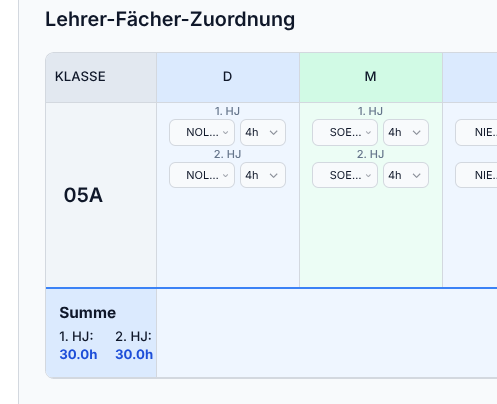 Lehrer-Fächer-Zuordnung
KLASSE D M
1. HJ 1. HJ
NOL... 4h SOE... 4h NIE..
2. HJ 2. HJ
NOL... 4h SOE... 4h NIE..
05A
Summe
1. HJ: 2. HJ:
30.0h 30.0h